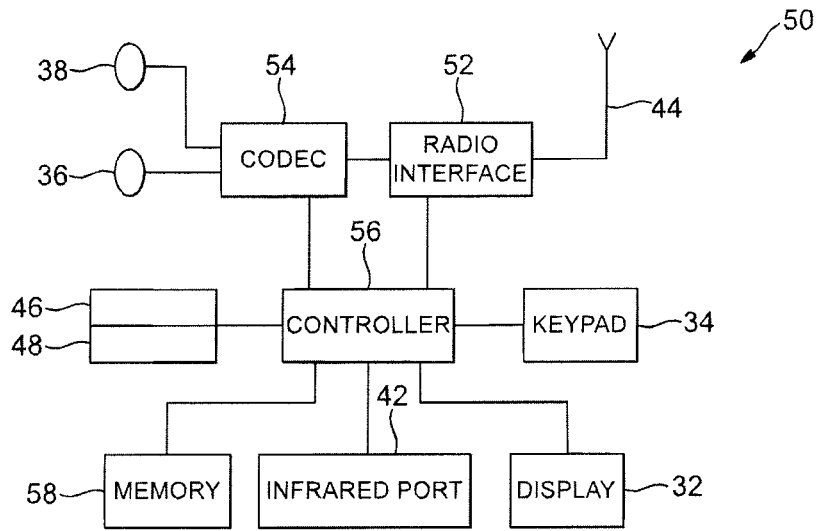 50
38
54
52
44
CODEC
RADIO
INTERFACE
36
56
46
48
CONTROLLER
KEYPAD
34
42
58
MEMORY
INFRARED PORT
DISPLAY
32